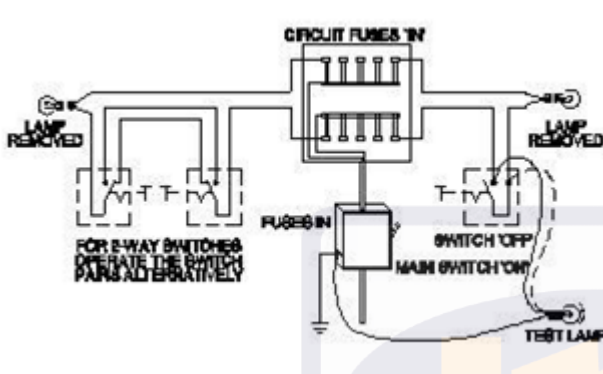 CIRCUIT FUSES 'IN'
LAMP
REMOVED
LAMP
REMOVED
FUSES IN
SWITCH 'OFF'
MAIN SWITCH 'ON'
FOR 2-WAY SWITCHES
OPERATE THE SWITCH
PAIRS ALTERNATIVELY
TEST LAMP